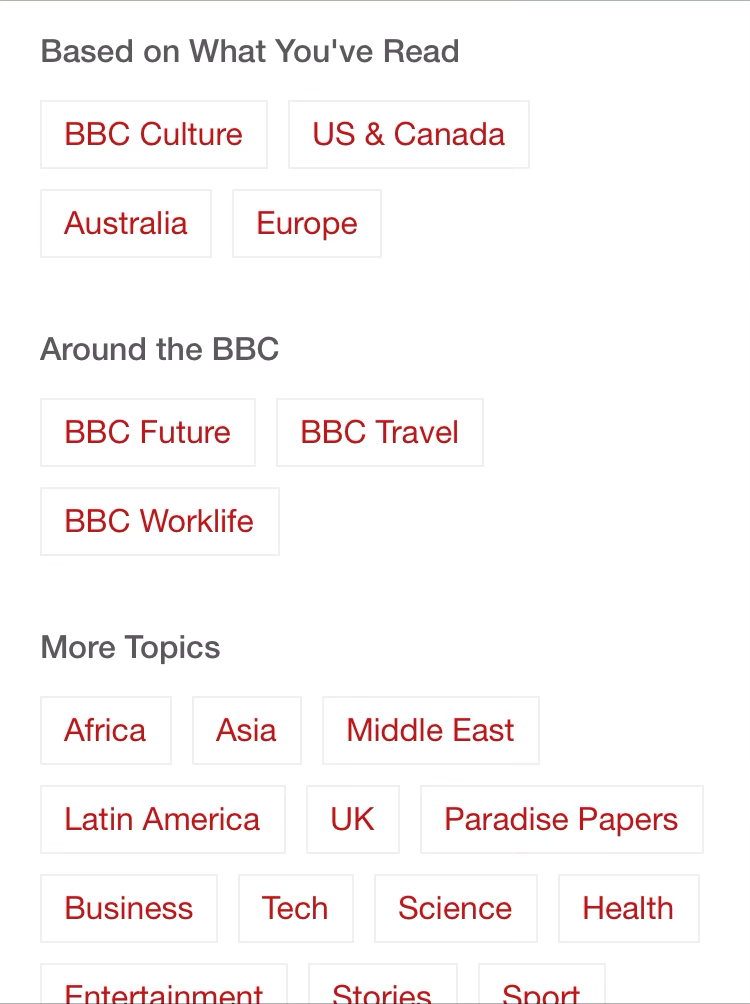 Based on What You've Read
BBC Culture US & Canada
Australia Europe
Around the BBC
BBC Future BBC Travel
BBC Worklife
More Topics
Africa Asia Middle East
Latin America UK Paradise Papers
Business Tech Science Health
Entertainment Stories Sport